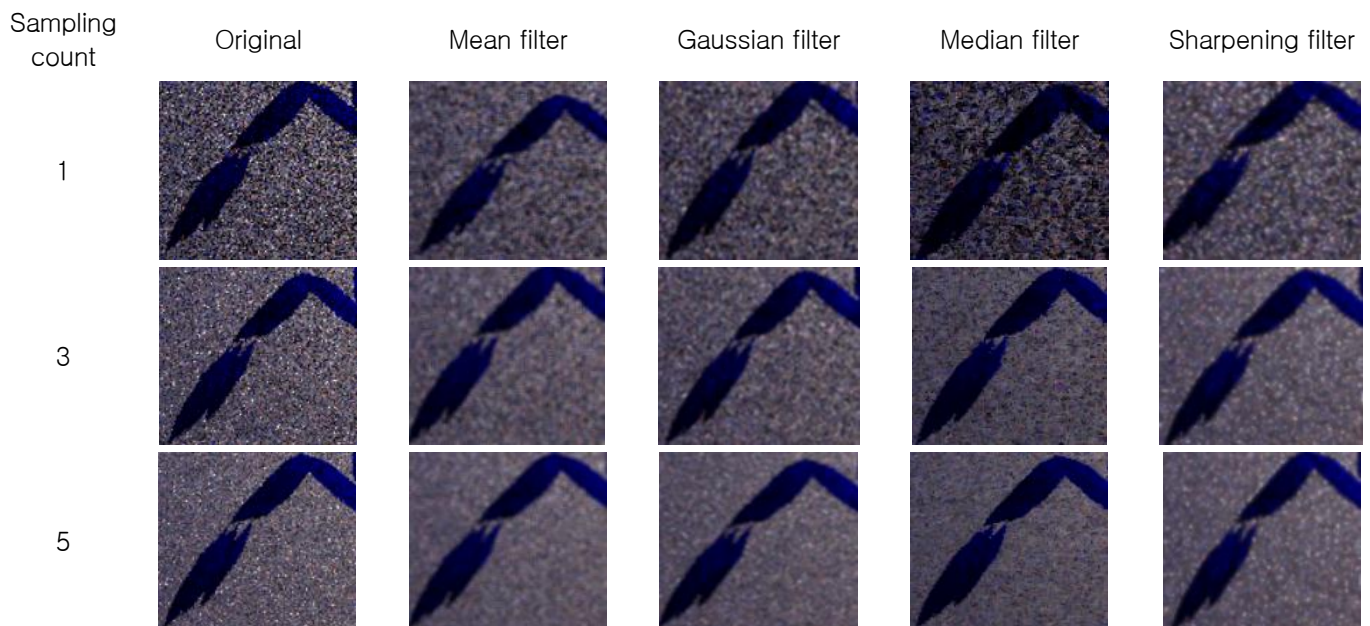 Sampling
count
Original
Mean filter
Gaussian filter
Median filter
Sharpening filter
1
3
5